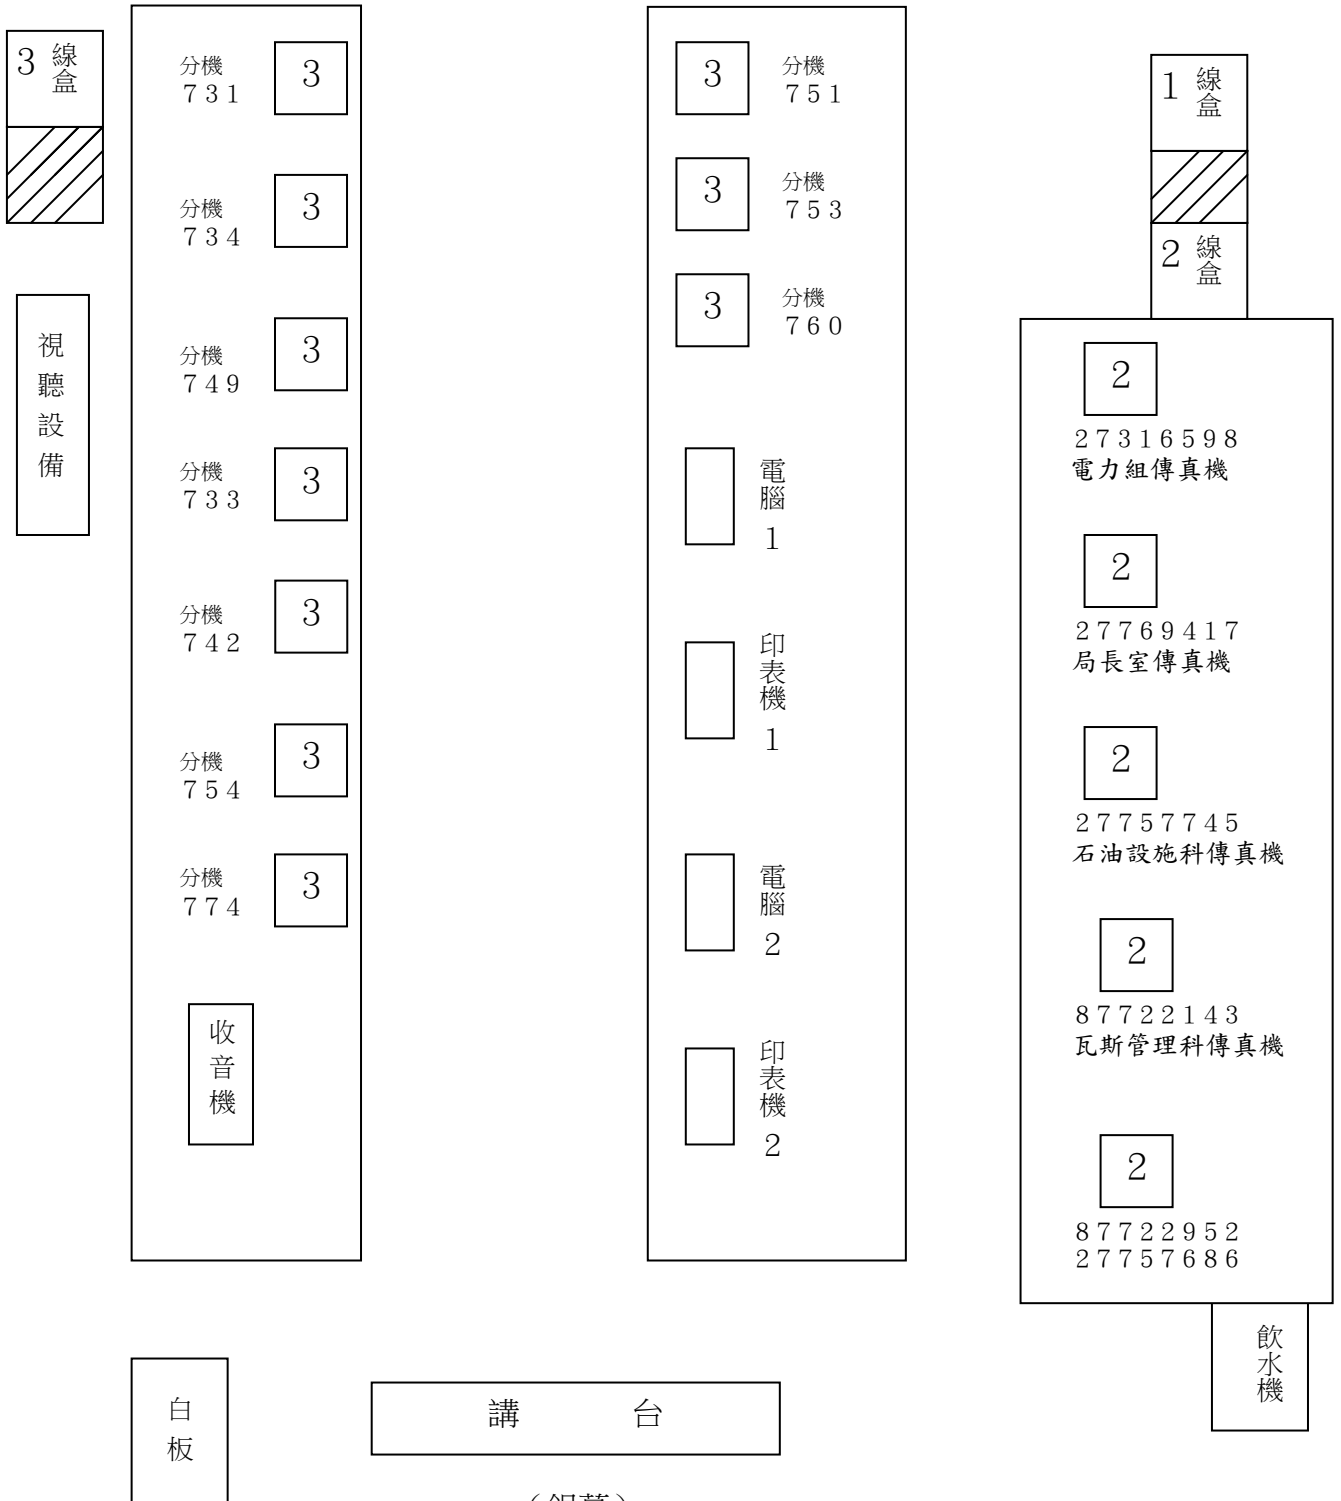 3 線盒
視聽設備
分機
７３１
3
分機
７３４
3
分機
７４９
3
分機
７３３
3
分機
７４２
3
分機
７５４
3
分機
７７４
3
收音機
3
分機
７５１
3
分機
７５３
3
分機
７６０
電腦１
印表機１
電腦２
印表機２
1 線盒
2 線盒
2
２７３１６５９８
電力組傳真機
2
２７７６９４１７
局長室傳真機
2
２７７５７７４５
石油設施科傳真機
2
８７７２２１４３
瓦斯管理科傳真機
2
８７７２２９５２
２７７５７６８６
飲水機
白板
講　　　台